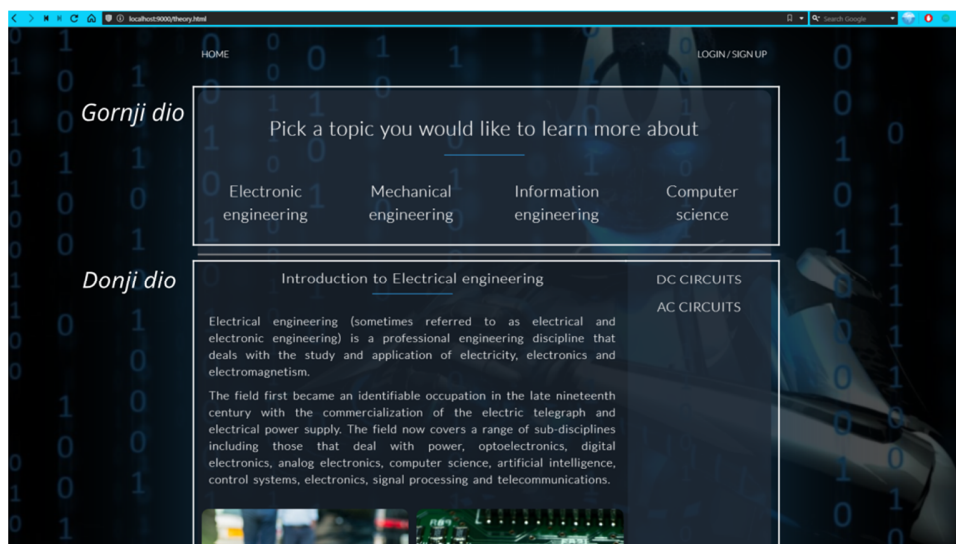 localhost:9000/theory.html
Search Google
HOME
LOGIN / SIGN UP
Gornji dio
Pick a topic you would like to learn more about
Electronic engineering
Mechanical engineering
Information engineering
Computer science
Donji dio
Introduction to Electrical engineering
DC CIRCUITS
AC CIRCUITS
Electrical engineering (sometimes referred to as electrical and
electronic engineering) is a professional engineering discipline that
deals with the study and application of electricity, electronics and
electromagnetism.
The field first became an identifiable occupation in the late nineteenth
century with the commercialization of the electric telegraph and
electrical power supply. The field now covers a range of sub-disciplines
including those that deal with power, optoelectronics, digital
electronics, analog electronics, computer science, artificial intelligence,
control systems, electronics, signal processing and telecommunications.